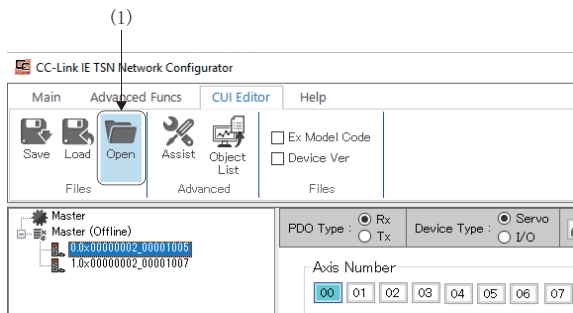 (1)
CC-Link IE TSN Network Configurator
Main Advanced Funcs CUI Editor Help
Save Load Open Assist Object List
Ex Model Code
Device Ver
Files Advanced Files
Master
Master (Offline)
0.0x00000002_00001005
1.0x00000002_00001007
PDO Type : Rx Tx
Device Type : Servo I/O
Axis Number
00 01 02 03 04 05 06 07